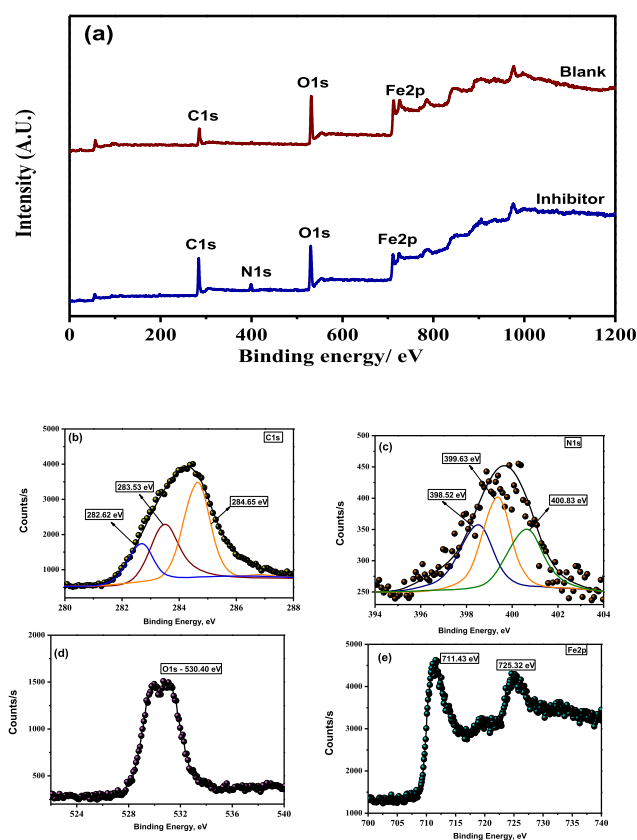 (a)
Intensity (A.U.)
Blank
O1s
Fe2p
C1s
Inhibitor
O1s
Fe2p
C1s
N1s
0 200 400 600 800 1000 1200
Binding energy/ eV
(b)
C1s
5000
4000
3000
2000
1000
Counts/s
283.53 eV
282.62 eV
284.65 eV
280 282 284 286 288
Binding Energy, eV
(c)
N1s
500
450
400
350
300
250
Counts/s
399.63 eV
398.52 eV
400.83 eV
394 396 398 400 402 404
Binding Energy, eV
(d)
O1s - 530.40 eV
2000
1500
1000
500
Counts/s
524 528 532 536 540
Binding Energy, eV
(e)
Fe2p
711.43 eV
725.32 eV
5000
4000
3000
2000
1000
Counts/s
700 705 710 715 720 725 730 735 740
Binding Energy, eV